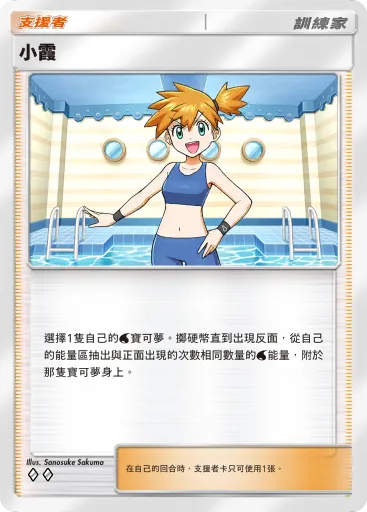 支援者
訓練家
小霞
選擇1隻自己的寶可夢。擲硬幣直到出現反面，從自己
的能量區抽出與正面出現的次數相同數量的能量，附於
那隻寶可夢身上。
Illus. Sanosuke Sakuma
在自己的回合時，支援者卡只可使用1張。